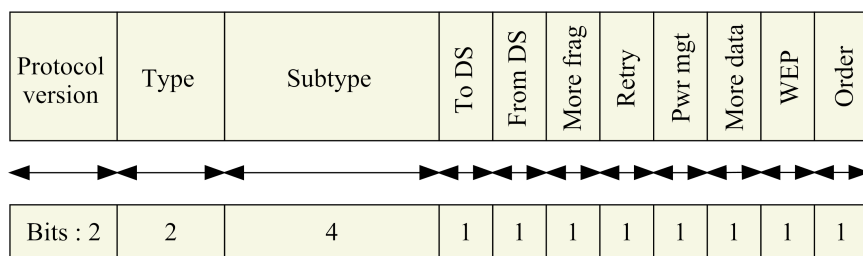 Protocol
version
Type
Subtype
To DS
From DS
More frag
Retry
Pwr mgt
More data
WEP
Order
Bits : 2
2
4
1
1
1
1
1
1
1
1